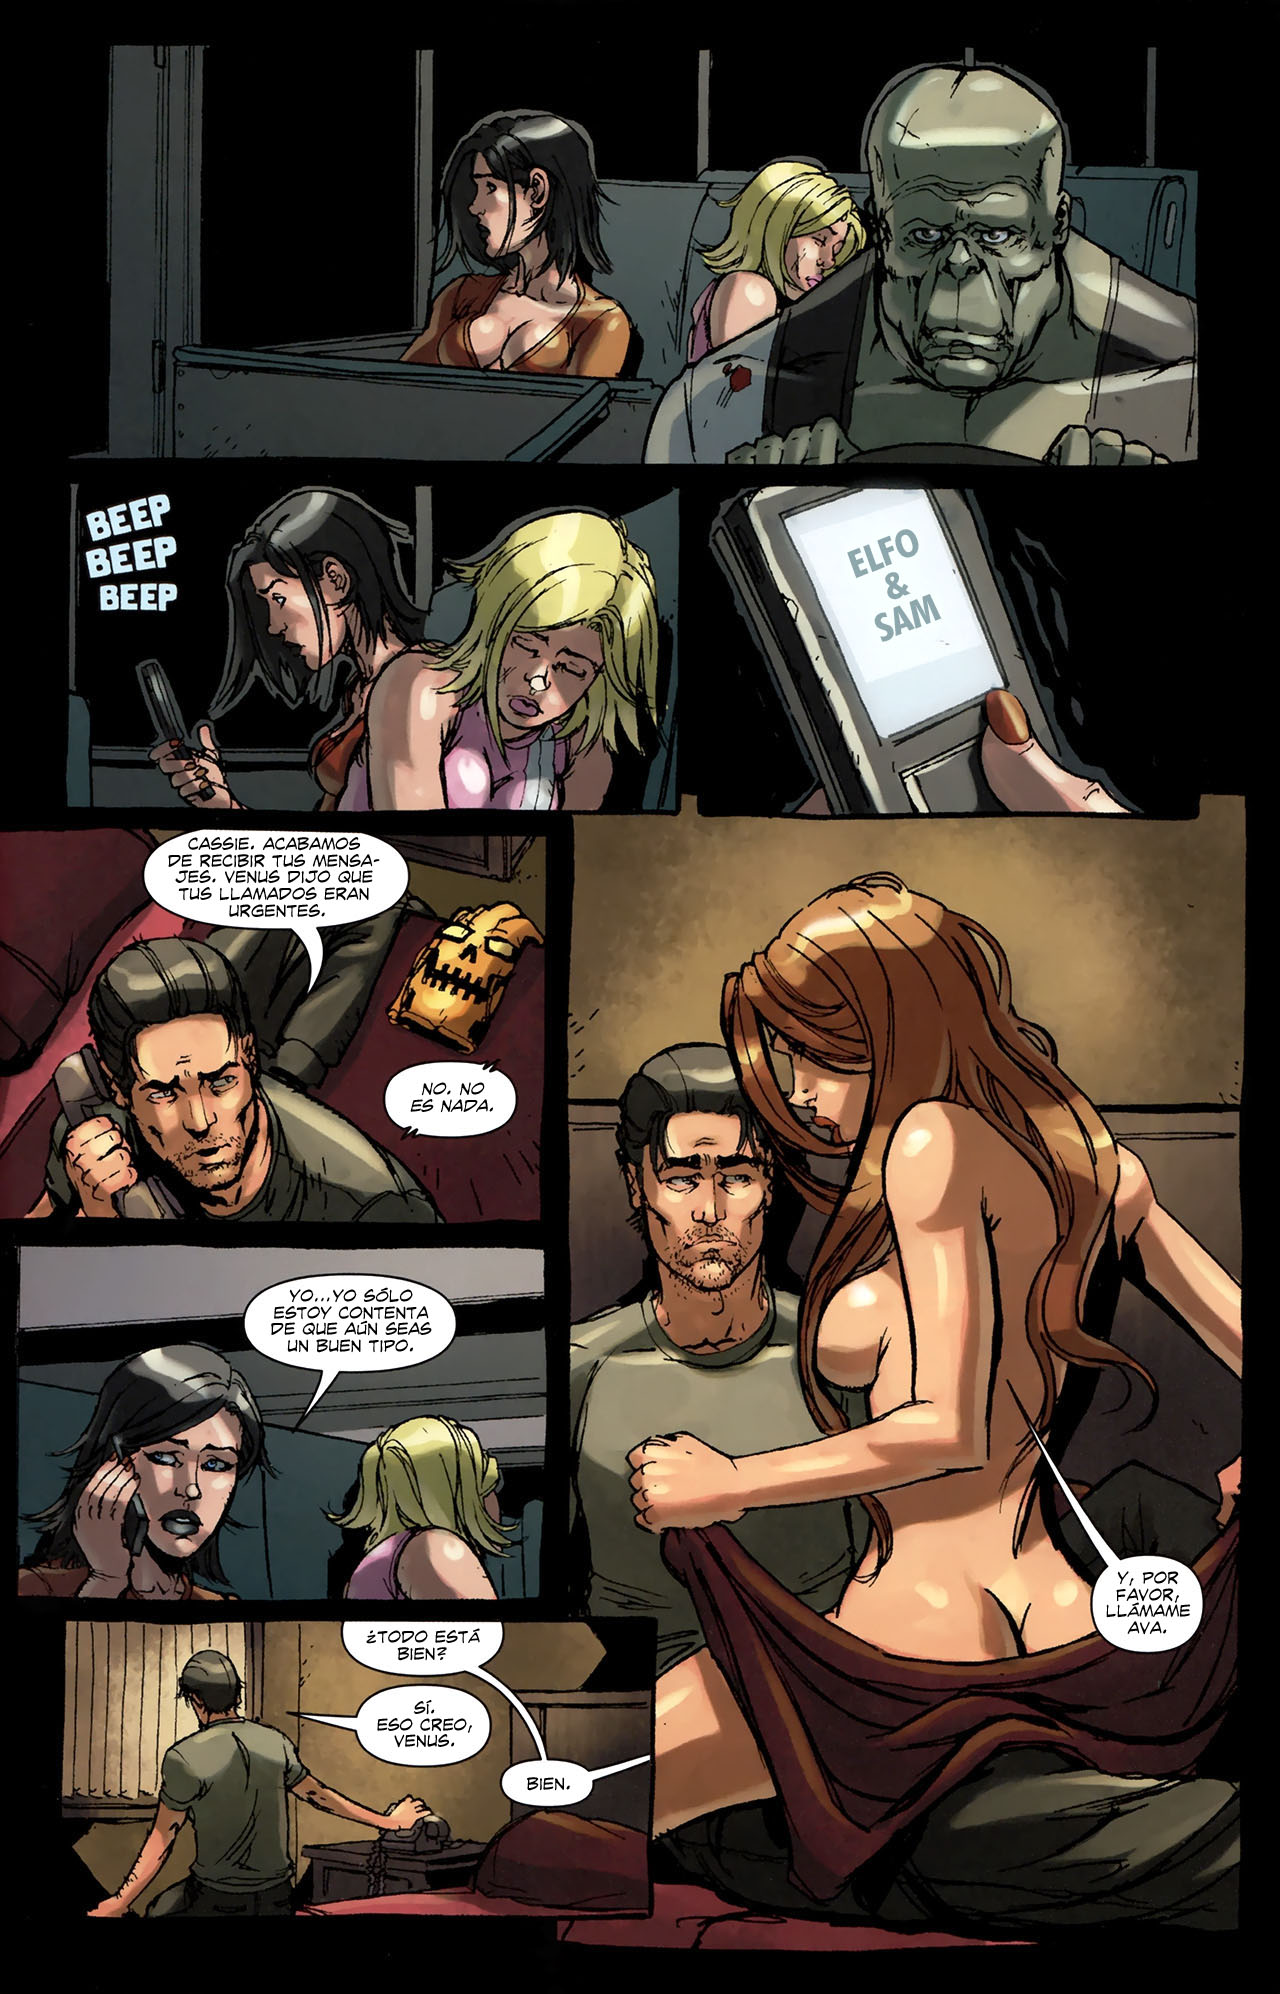 BEEP
BEEP
BEEP
ELFO
&
SAM
CASSIE. ACABAMOS
DE RECIBIR TUS MENSA-
JES. VENUS DIJO QUE
TUS LLAMADOS ERAN
URGENTES.
NO. NO
ES NADA.
YO...YO SÓLO
ESTOY CONTENTA
DE QUE AÚN SEAS
UN BUEN TIPO.
¿TODO ESTÁ
BIEN?
SÍ.
ESO CREO,
VENUS.
BIEN.
Y, POR
FAVOR,
LLÁMAME
AVA.